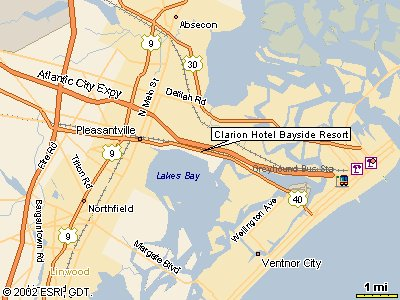 Absecon
9
30
N Main St
Delilah Rd
Atlantic City Expy
Pleasantville
Clarion Hotel Bayside Resort
Fire Rd
Tilton Rd
9
Lakes Bay
Greyhound Bus Sta
Wellington Ave
40
Northfield
Bargaintown Rd
9
Margate Blvd
Ventnor City
Linwood
© 2002 ESRI, GDT.
1 mi